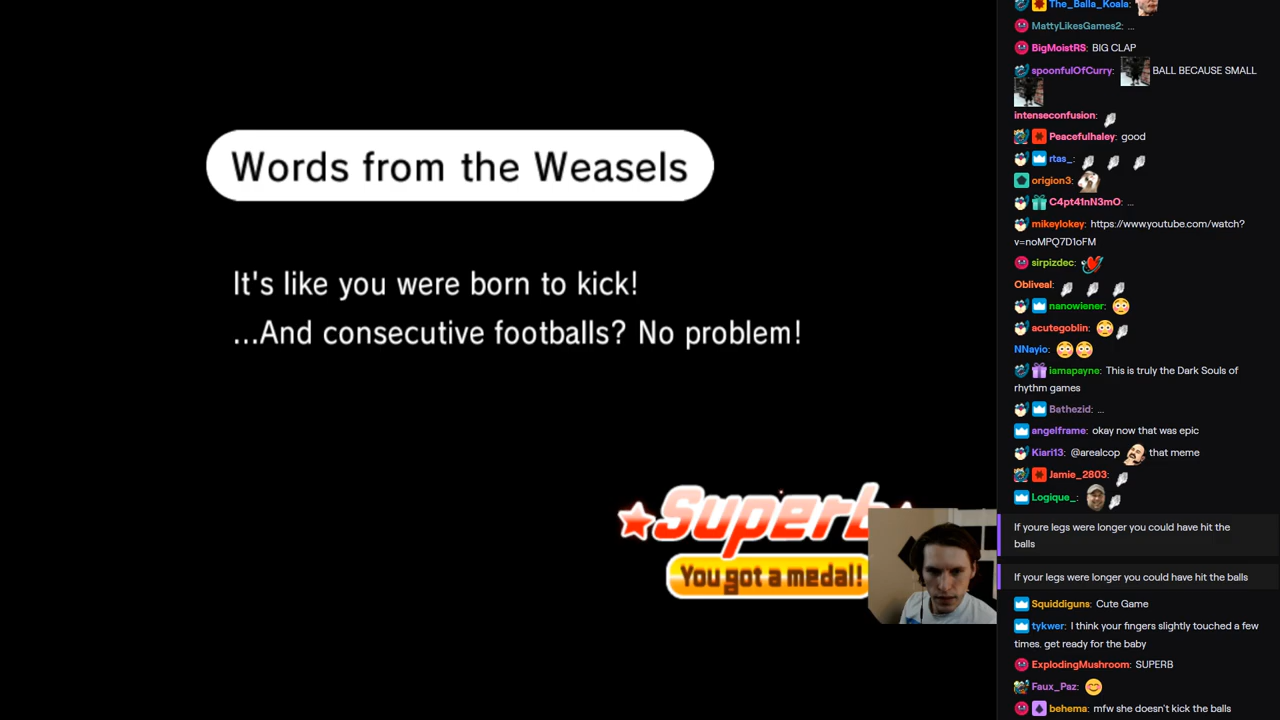 Words from the Weasels
It's like you were born to kick!
...And consecutive footballs? No problem!
Superb
You got a medal!
The_Balla_Koala:
MattyLikesGames2: ...
BigMoistRS: BIG CLAP
spoonfulOfCurry: BALL BECAUSE SMALL
intenseconfusion:
Peacefulhaley: good
rtas_:
origion3:
C4pt41nN3mO: ...
mikeylokey: https://www.youtube.com/watch?
v=noMPQ7D1oFM
sirpizdec:
Obliveal:
nanowiener:
acutegoblin:
NNayio:
iamapayne: This is truly the Dark Souls of
rhythm games
Bathezid: ...
angelframe: okay now that was epic
Kiari13: @arealcop that meme
Jamie_2803:
Logique_:
If youre legs were longer you could have hit the
balls
If your legs were longer you could have hit the balls
Squiddiguns: Cute Game
tykwer: I think your fingers slightly touched a few
times. get ready for the baby
ExplodingMushroom: SUPERB
Faux_Paz:
behema: mfw she doesn't kick the balls